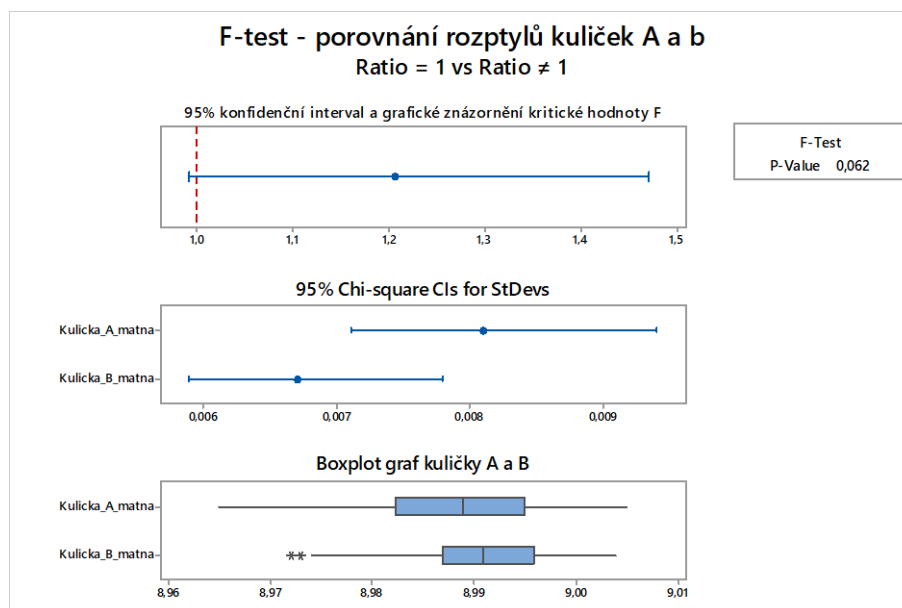 F-test - porovnání rozptylů kuliček A a b
Ratio = 1 vs Ratio ≠ 1
95% konfidenční interval a grafické znázornění kritické hodnoty F
F-Test
P-Value 0,062
1,0 1,1 1,2 1,3 1,4 1,5
95% Chi-square CIs for StDevs
Kulicka_A_matna
Kulicka_B_matna
0,006 0,007 0,008 0,009
Boxplot graf kuličky A a B
Kulicka_A_matna
Kulicka_B_matna
8,96 8,97 8,98 8,99 9,00 9,01